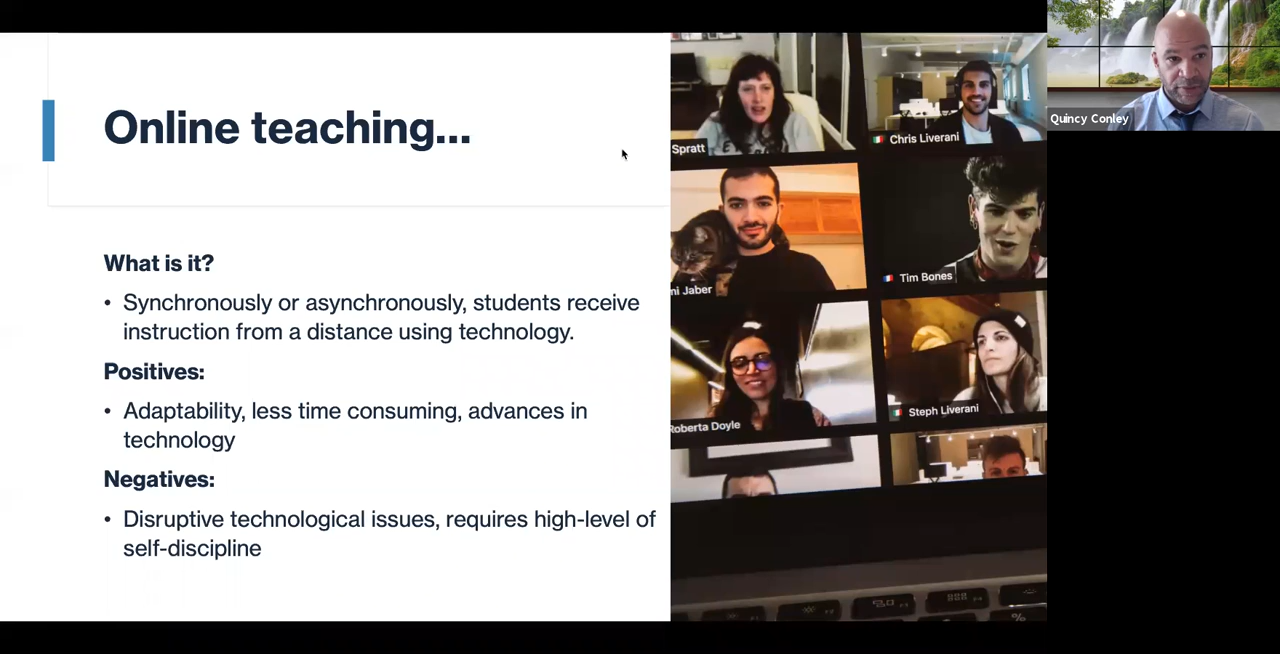 Online teaching...
What is it?
• Synchronously or asynchronously, students receive
instruction from a distance using technology.
Positives:
• Adaptability, less time consuming, advances in
technology
Negatives:
• Disruptive technological issues, requires high-level of
self-discipline
Spratt
Chris Liverani
ni Jaber
Tim Bones
Roberta Doyle
Steph Liverani
Quincy Conley